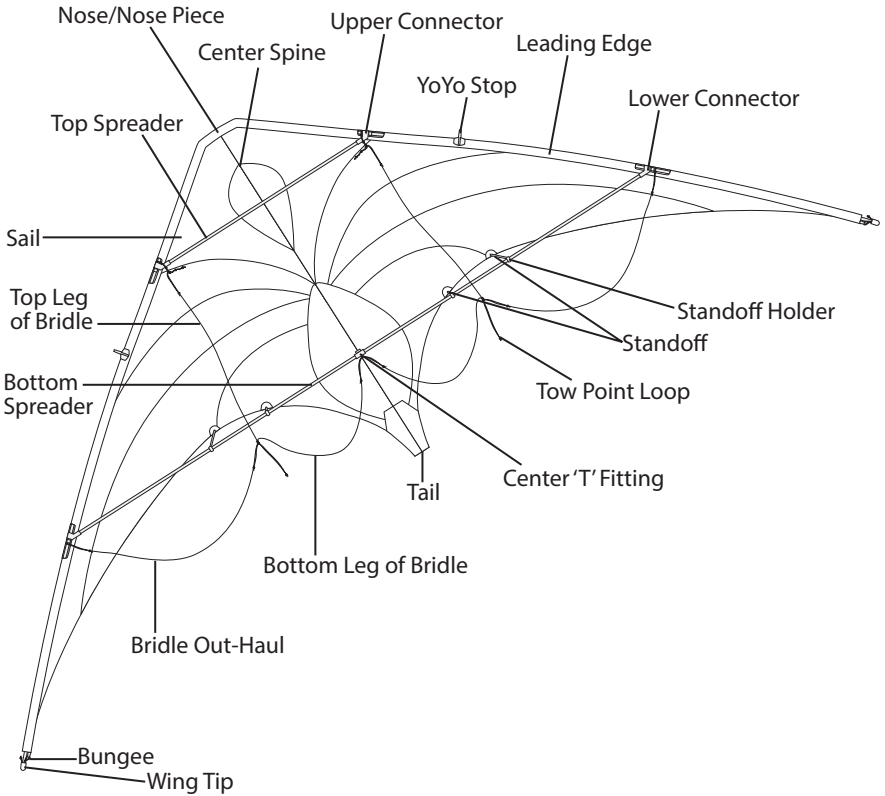 Nose/Nose Piece
Upper Connector
Center Spine
Leading Edge
YoYo Stop
Lower Connector
Top Spreader
Sail
Top Leg
of Bridle
Standoff Holder
Standoff
Bottom
Spreader
Tow Point Loop
Center ‘T’ Fitting
Tail
Bottom Leg of Bridle
Bridle Out-Haul
Bungee
Wing Tip